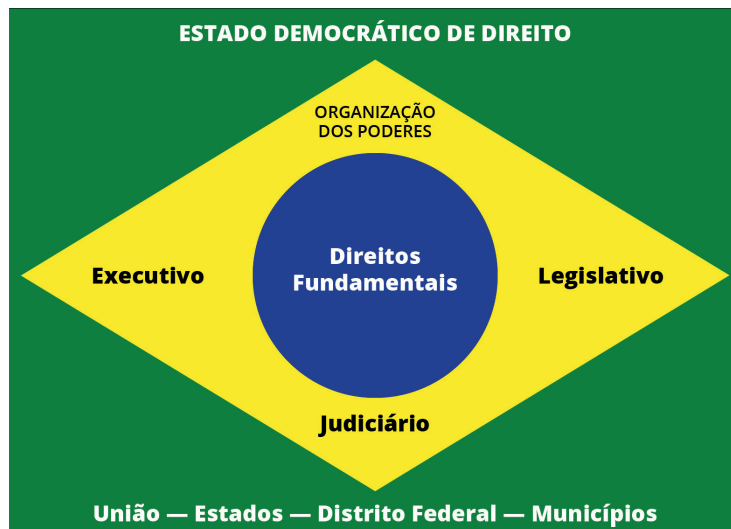 ESTADO DEMOCRÁTICO DE DIREITO
ORGANIZAÇÃO
DOS PODERES
Direitos
Fundamentais
Executivo
Legislativo
Judiciário
União — Estados — Distrito Federal — Municípios